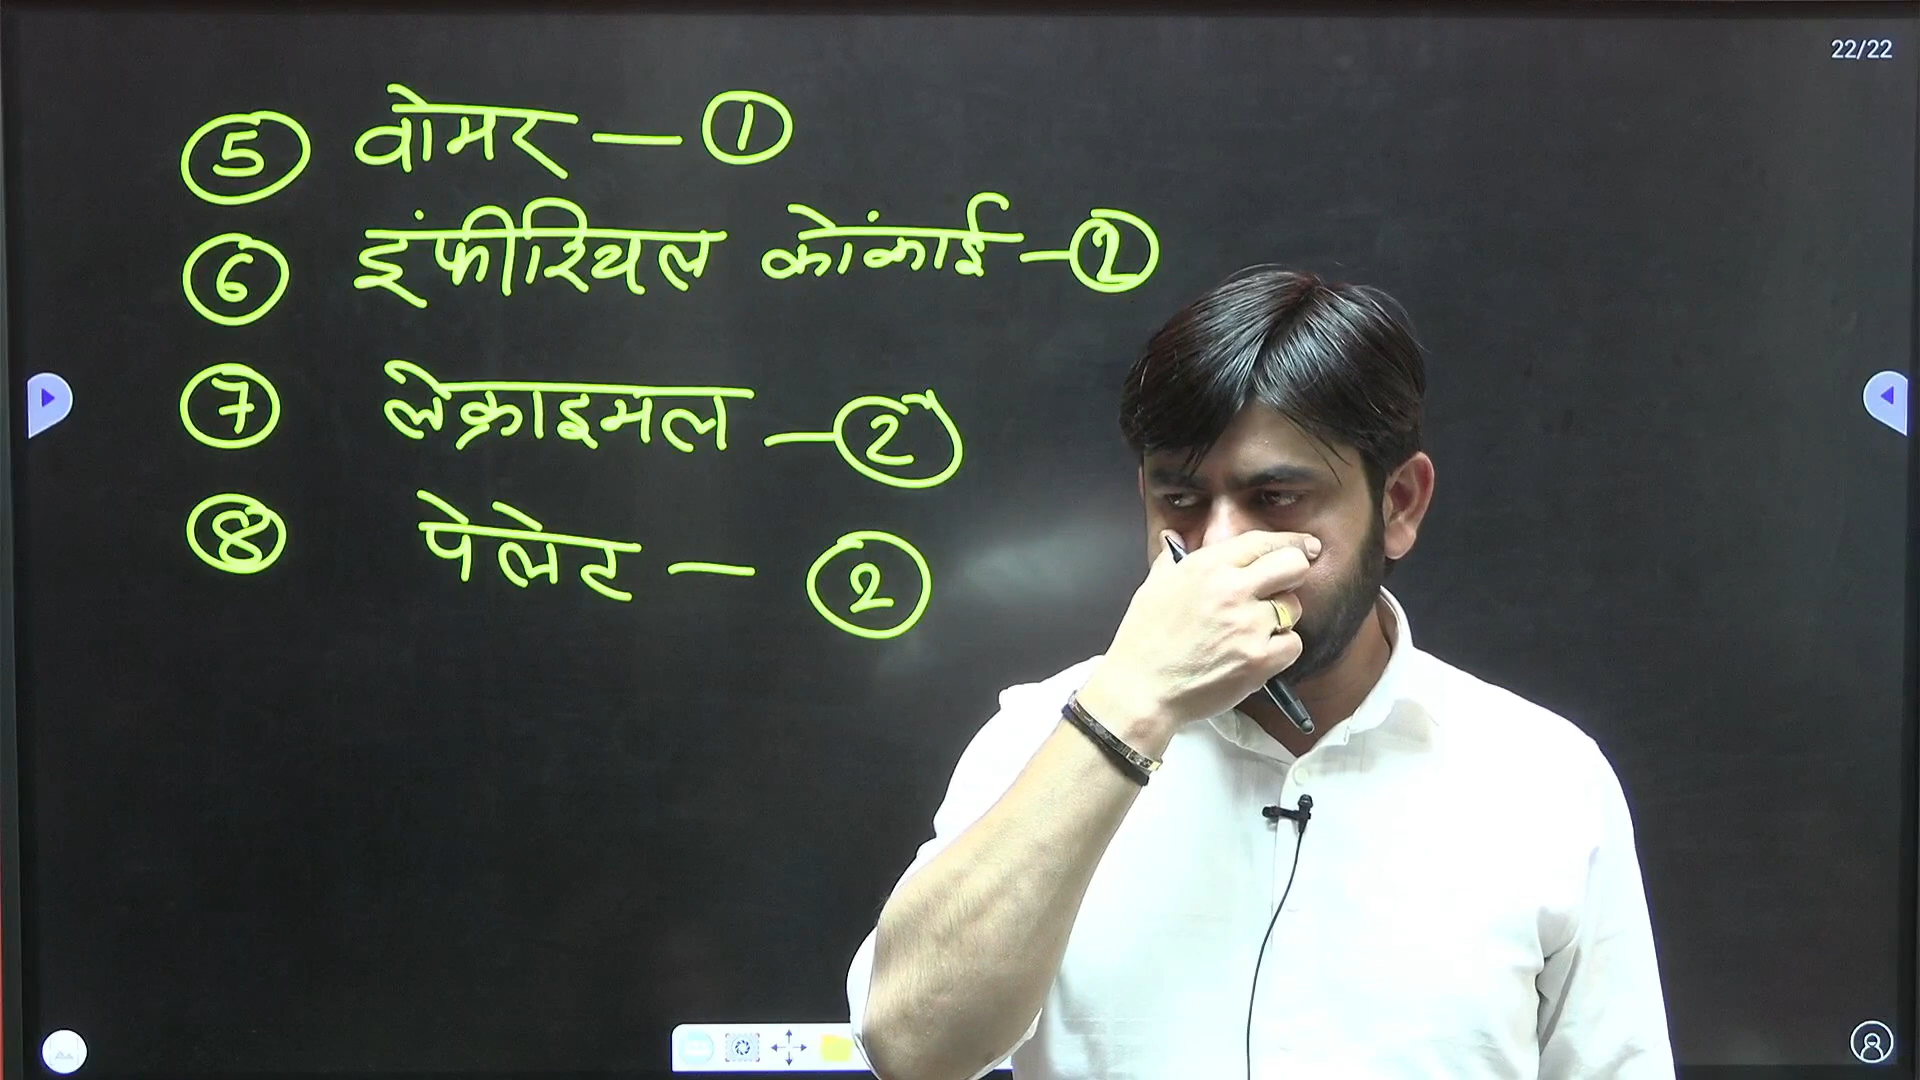 22/22
5 वोमर — 1
6 इंफीरियल कोंकाई — 2
7 लेक्राइमल — 2
8 पेलेट — 2